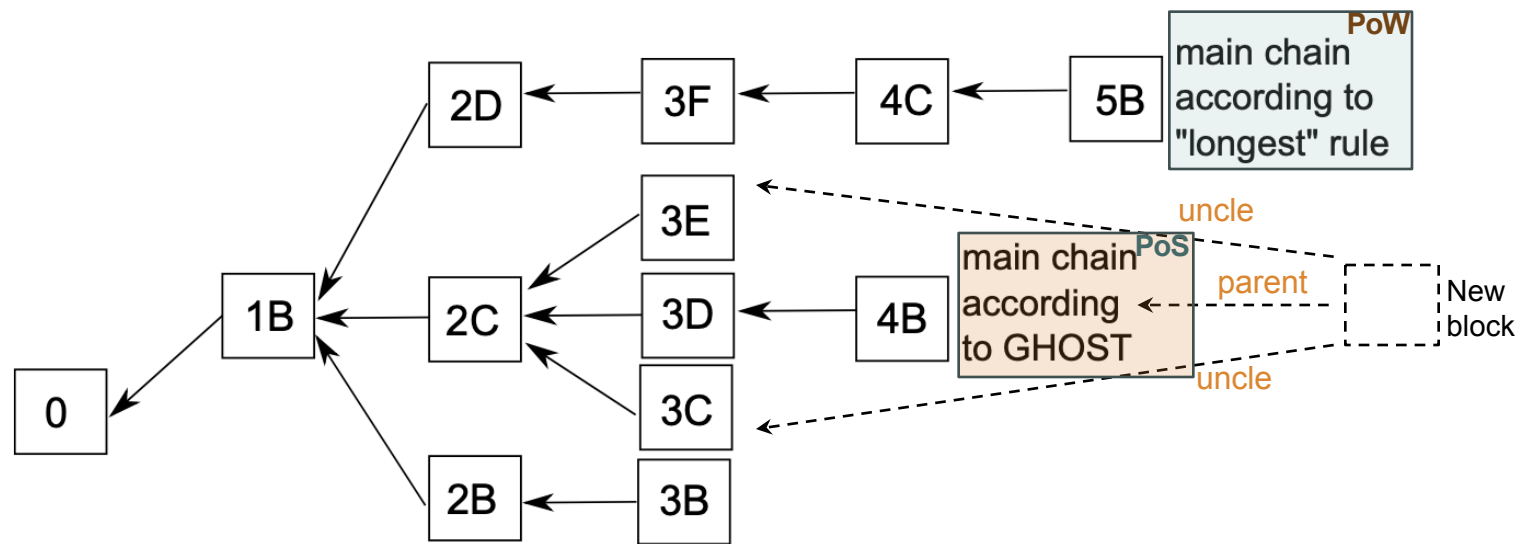 PoW
main chain
according to
"longest" rule
2D
3F
4C
5B
3E
uncle
PoS
main chain
according
to GHOST
parent
New
block
1B
2C
3D
4B
uncle
0
3C
2B
3B